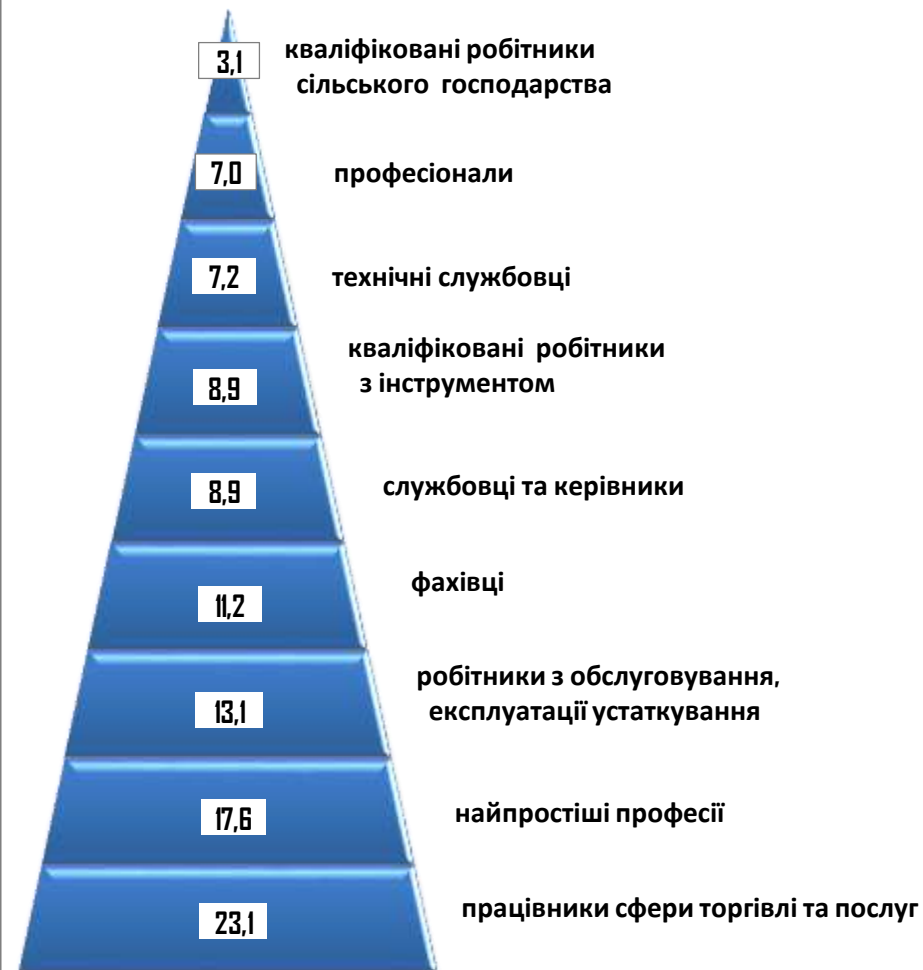 3,1
кваліфіковані робітники
сільського господарства
7,0
професіонали
7,2
технічні службовці
кваліфіковані робітники
з інструментом
8,9
8,9
службовці та керівники
фахівці
11,2
робітники з обслуговування,
експлуатації устаткування
13,1
найпростіші професії
17,6
працівники сфери торгівлі та послуг
23,1